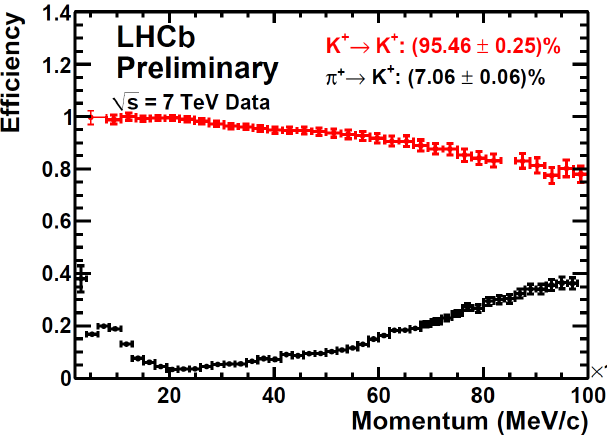 LHCb
Preliminary
√s = 7 TeV Data
K⁺→ K⁺: (95.46 ± 0.25)%
π⁺→ K⁺: (7.06 ± 0.06)%
Efficiency
1.4
1.2
1
0.8
0.6
0.4
0.2
0
0 20 40 60 80 100
Momentum (MeV/c)